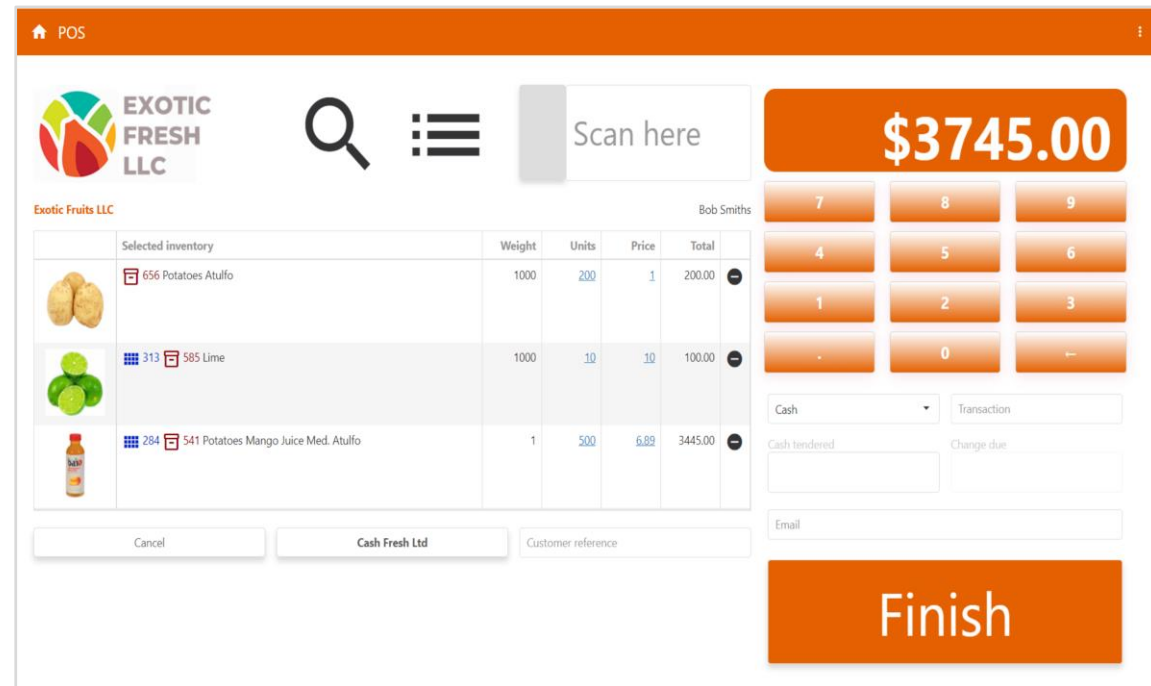 POS
EXOTIC
FRESH
LLC
Scan here
$3745.00
Exotic Fruits LLC
Bob Smiths
Selected inventory Weight Units Price Total
656 Potatoes Atulfo 1000 200 1 200.00
313 585 Lime 1000 10 10 100.00
284 541 Potatoes Mango Juice Med. Atulfo 1 500 6.89 3445.00
Cancel Cash Fresh Ltd Customer reference
7 8 9
4 5 6
1 2 3
. 0 ←
Cash Transaction
Cash tendered Change due
Email
Finish